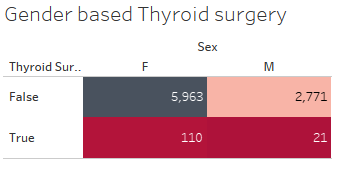 Gender based Thyroid surgery
Sex
Thyroid Sur.. F M
False 5,963 2,771
True 110 21